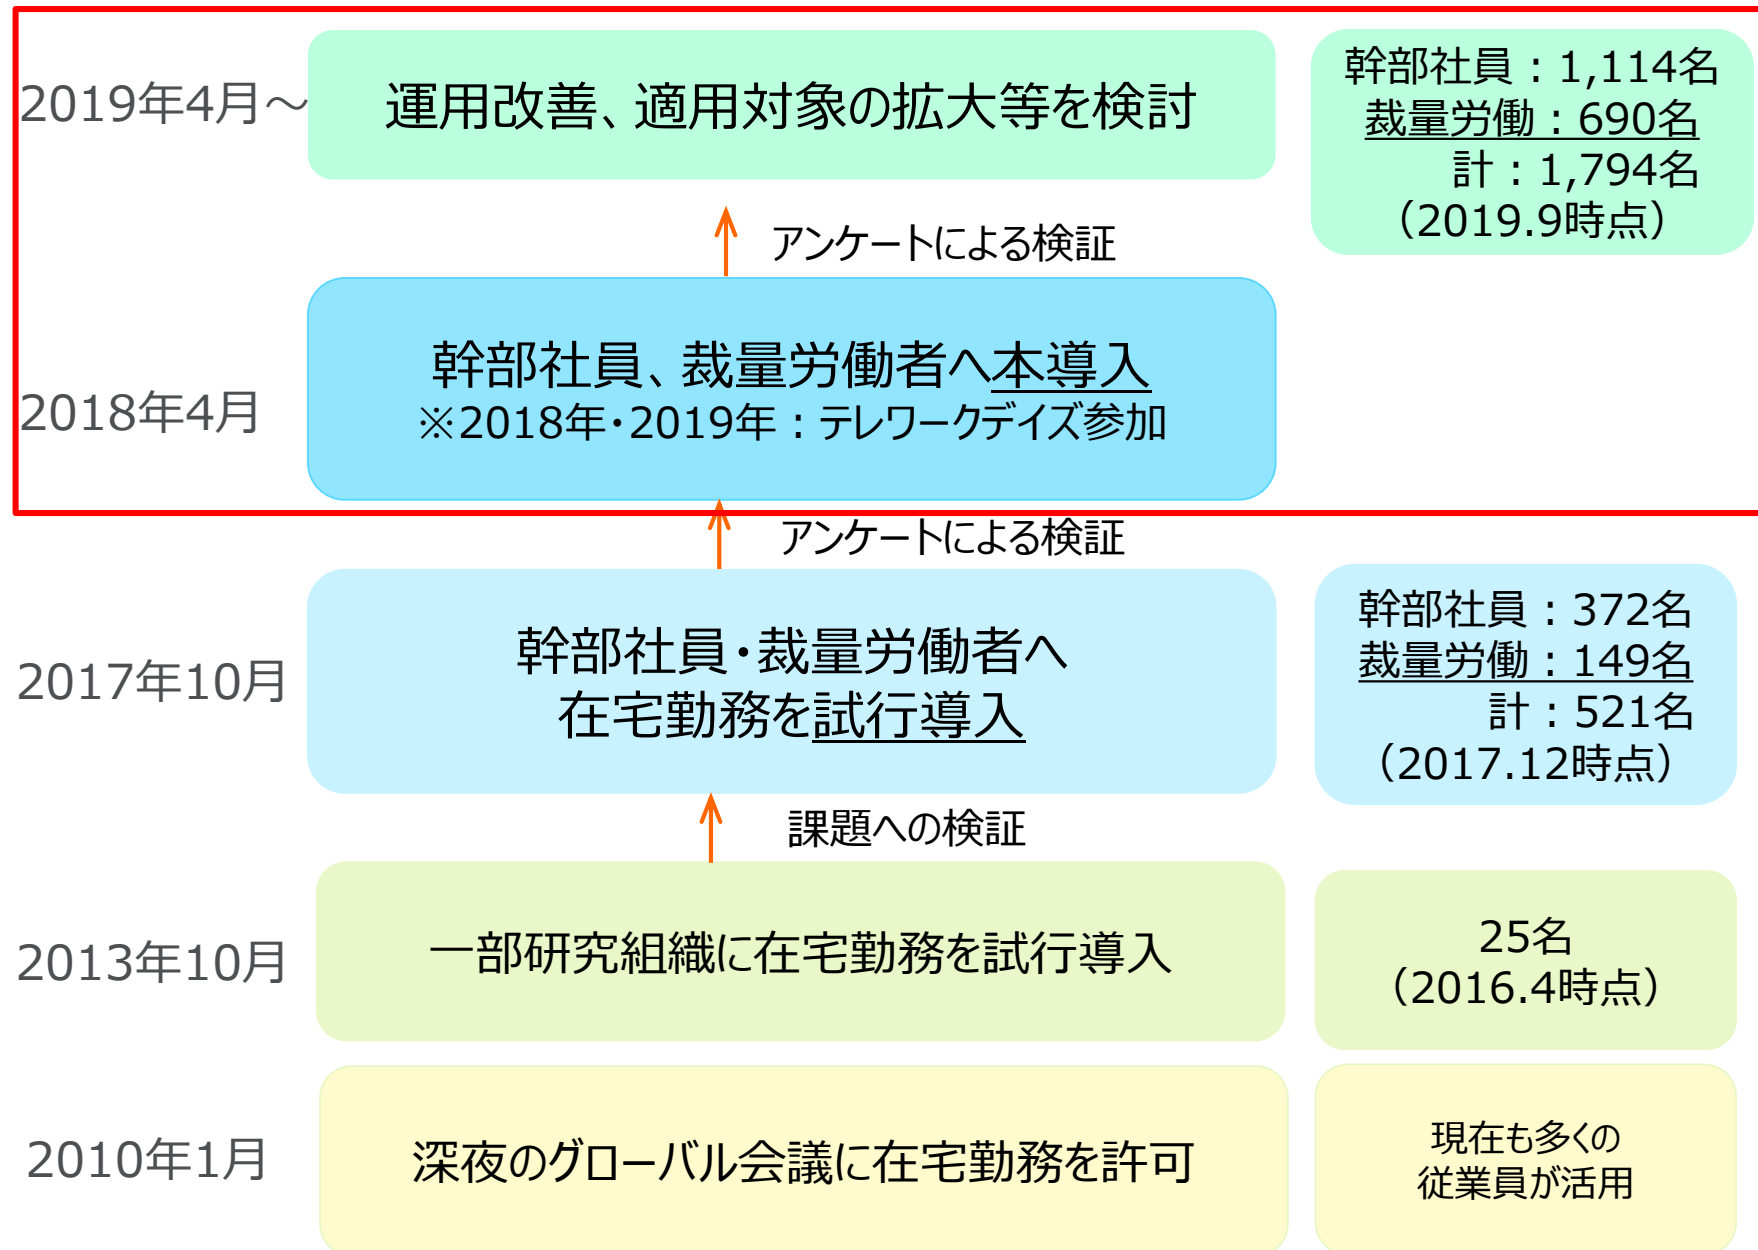 2019年4月～
運用改善、適用対象の拡大等を検討
幹部社員：1,114名
裁量労働：690名
計：1,794名
（2019.9時点）
アンケートによる検証
2018年4月
幹部社員、裁量労働者へ本導入
※2018年・2019年：テレワークデイズ参加
アンケートによる検証
2017年10月
幹部社員・裁量労働者へ
在宅勤務を試行導入
幹部社員：372名
裁量労働：149名
計：521名
（2017.12時点）
課題への検証
2013年10月
一部研究組織に在宅勤務を試行導入
25名
（2016.4時点）
2010年1月
深夜のグローバル会議に在宅勤務を許可
現在も多くの
従業員が活用